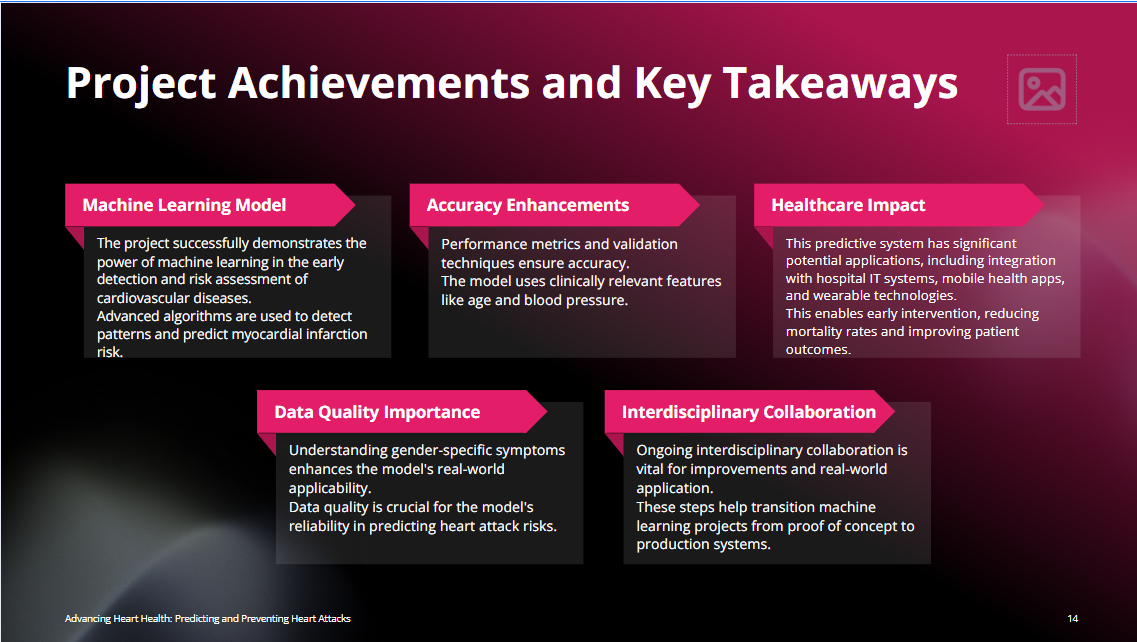 Project Achievements and Key Takeaways
Machine Learning Model
The project successfully demonstrates the
power of machine learning in the early
detection and risk assessment of
cardiovascular diseases.
Advanced algorithms are used to detect
patterns and predict myocardial infarction
risk.
Accuracy Enhancements
Performance metrics and validation
techniques ensure accuracy.
The model uses clinically relevant features
like age and blood pressure.
Healthcare Impact
This predictive system has significant
potential applications, including integration
with hospital IT systems, mobile health apps,
and wearable technologies.
This enables early intervention, reducing
mortality rates and improving patient
outcomes.
Data Quality Importance
Understanding gender-specific symptoms
enhances the model's real-world
applicability.
Data quality is crucial for the model's
reliability in predicting heart attack risks.
Interdisciplinary Collaboration
Ongoing interdisciplinary collaboration is
vital for improvements and real-world
application.
These steps help transition machine
learning projects from proof of concept to
production systems.
Advancing Heart Health: Predicting and Preventing Heart Attacks
14